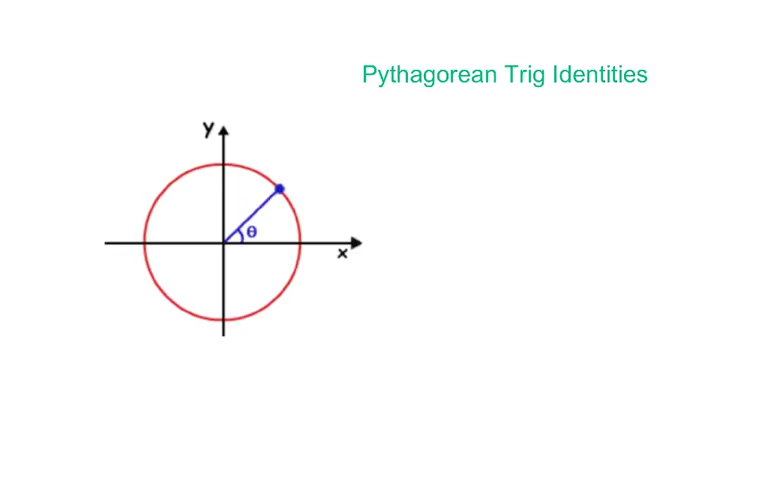 Pythagorean Trig Identities
y
θ
x